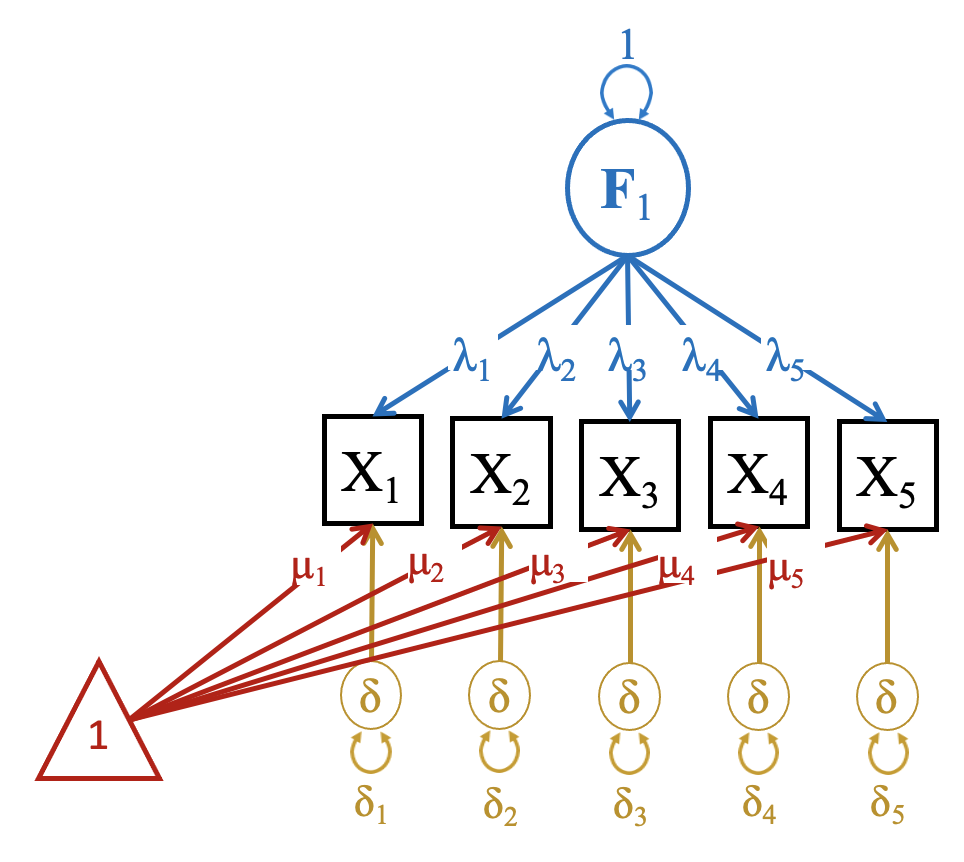 1
F₁
λ₁ λ₂ λ₃ λ₄ λ₅
X₁ X₂ X₃ X₄ X₅
μ₁ μ₂ μ₃ μ₄ μ₅
1 δ δ δ δ δ
δ₁ δ₂ δ₃ δ₄ δ₅